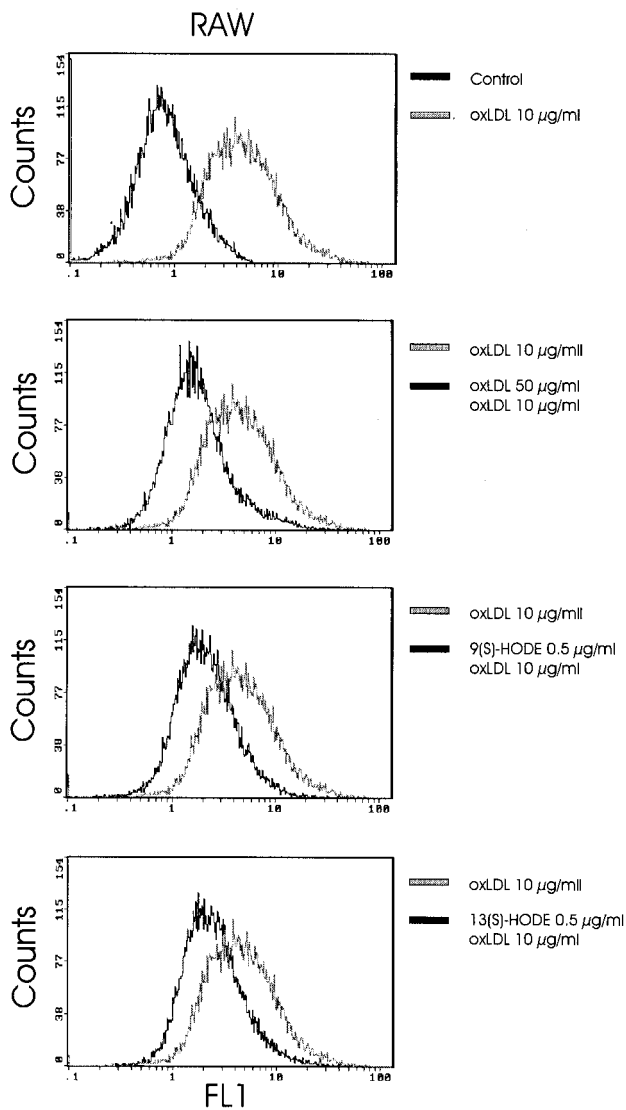 RAW
Counts
154
115
77
38
0
.1 1 10 100
Control
oxLDL 10 µg/ml
Counts
154
115
77
38
0
.1 1 10 100
oxLDL 10 µg/mll
oxLDL 50 µg/ml
oxLDL 10 µg/ml
Counts
154
115
77
38
0
.1 1 10 100
oxLDL 10 µg/mll
9(S)-HODE 0.5 µg/ml
oxLDL 10 µg/ml
Counts
154
115
77
38
0
.1 1 10 100
oxLDL 10 µg/mll
13(S)-HODE 0.5 µg/ml
oxLDL 10 µg/ml
FL1